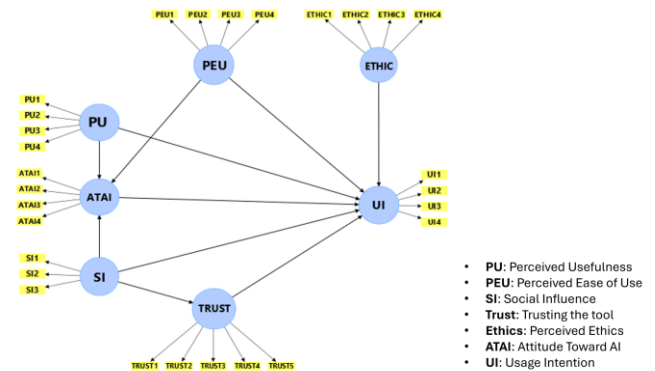 PEU1 PEU2 PEU3 PEU4
ETHIC1 ETHIC2 ETHIC3 ETHIC4
PEU
ETHIC
PU1
PU2
PU3
PU4
PU
ATAI1
ATAI2
ATAI3
ATAI4
ATAI
UI
UI1
UI2
UI3
UI4
SI1
SI2
SI3
SI
TRUST
TRUST1 TRUST2 TRUST3 TRUST4 TRUST5
• PU: Perceived Usefulness
• PEU: Perceived Ease of Use
• SI: Social Influence
• Trust: Trusting the tool
• Ethics: Perceived Ethics
• ATAI: Attitude Toward AI
• UI: Usage Intention